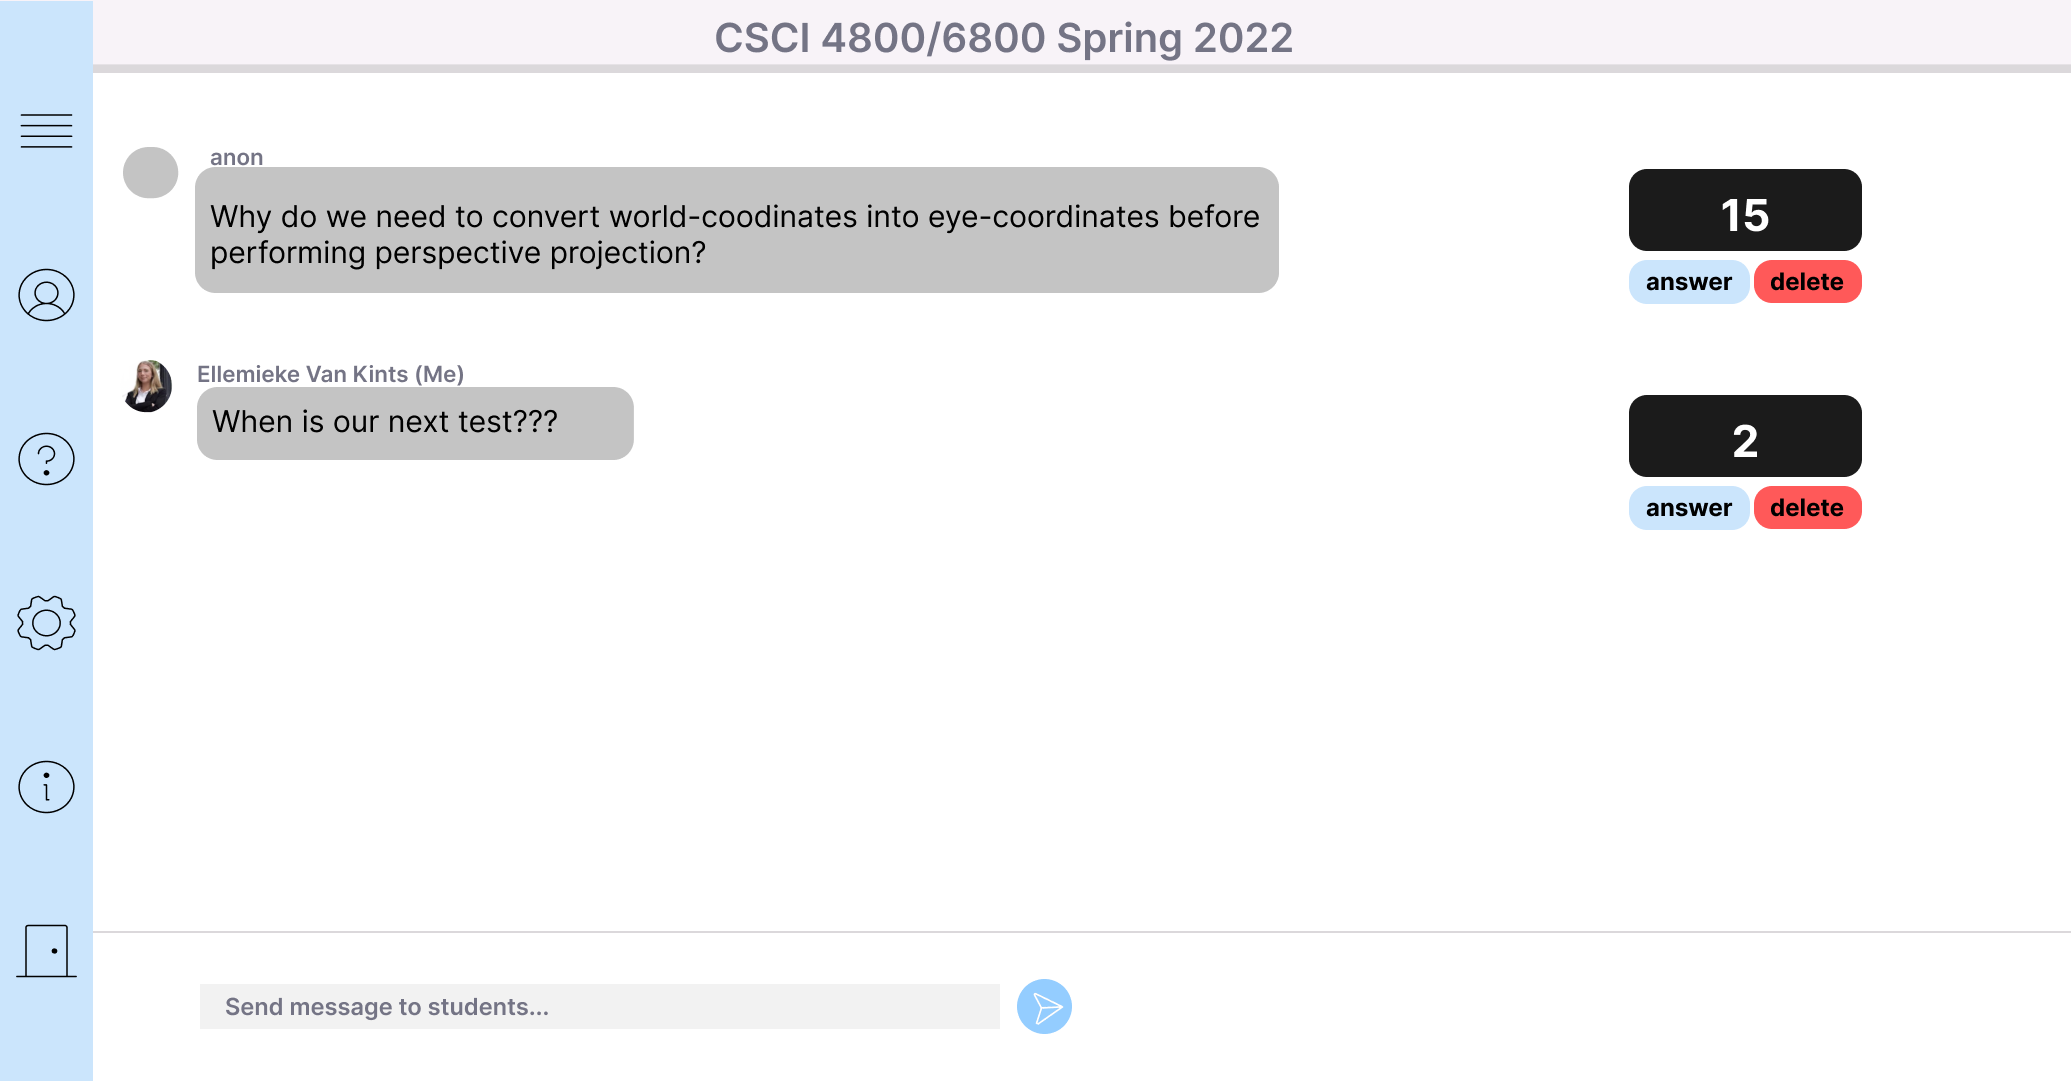 CSCI 4800/6800 Spring 2022
anon
Why do we need to convert world-coodinates into eye-coordinates before
performing perspective projection?
15
answer delete
Ellemieke Van Kints (Me)
When is our next test???
2
answer delete
Send message to students...